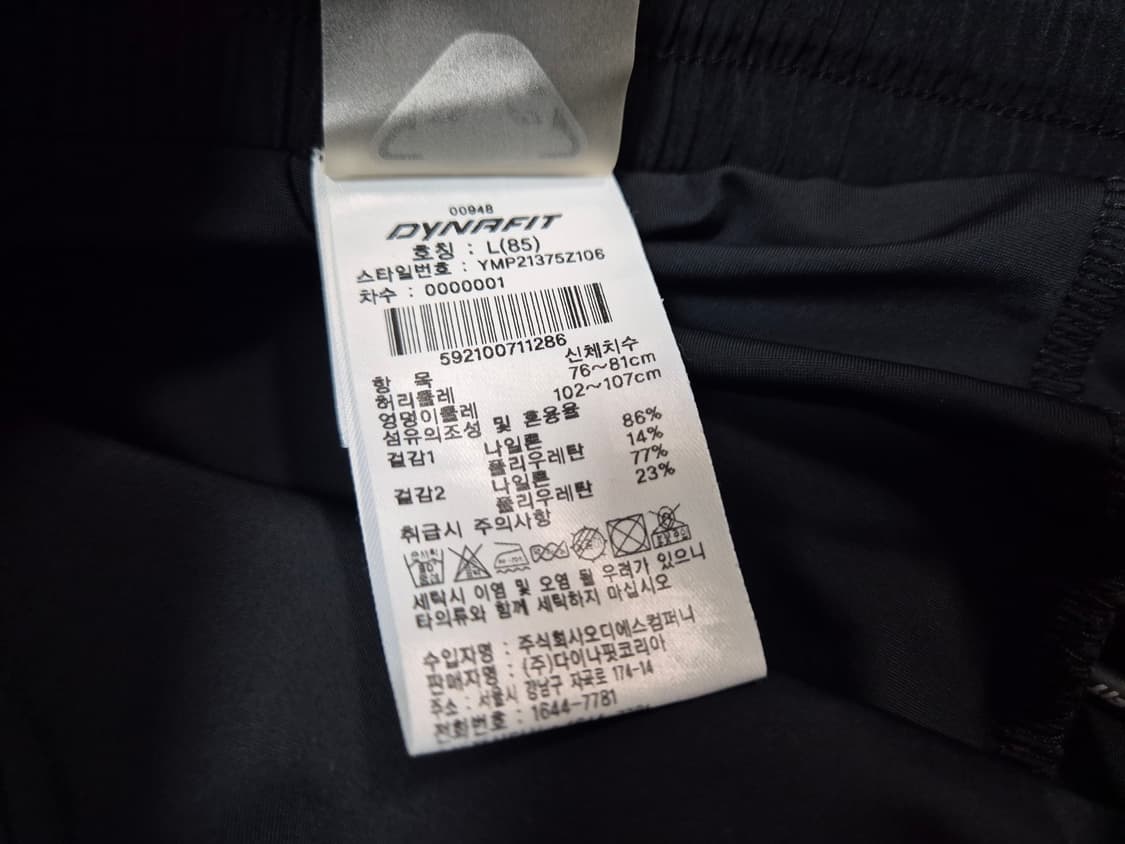 00948
DYNAFIT
호칭 : L(85)
스타일번호 : YMP21375Z106
차수 : 0000001
592100711286
항 목 신체치수
허리둘레 76~81cm
엉덩이둘레 102~107cm
섬유의조성 및 혼용율
겉감1 나일론 86%
폴리우레탄 14%
겉감2 나일론 77%
폴리우레탄 23%
취급시 주의사항
세탁시 이염 및 오염 될 우려가 있으니
타의류와 함께 세탁하지 마십시오
수입자명 : 주식회사오디에스컴퍼니
판매자명 : (주)다이나핏코리아
주소 : 서울시 강남구 자곡로 174-14
전화번호 : 1644-7781